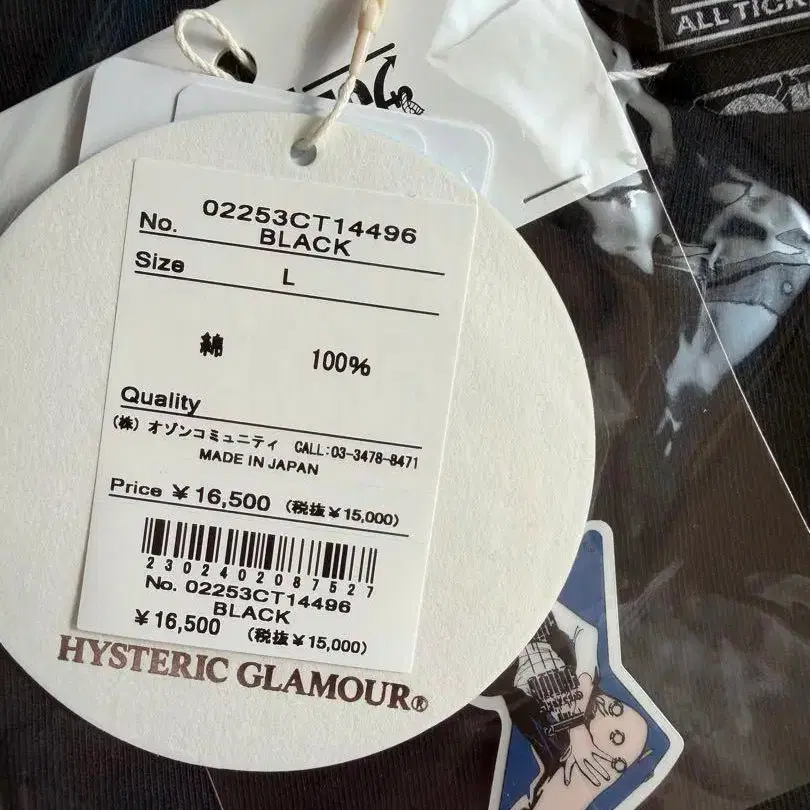 ALL TICK
No. 02253CT14496
BLACK
Size L
綿 100%
Quality
(株) オゾンコミュニティ CALL:03-3478-8471
MADE IN JAPAN
Price ¥16,500 (税抜¥15,000)
2302402087527
No. 02253CT14496
BLACK
¥16,500 (税抜¥15,000)
HYSTERIC GLAMOUR®